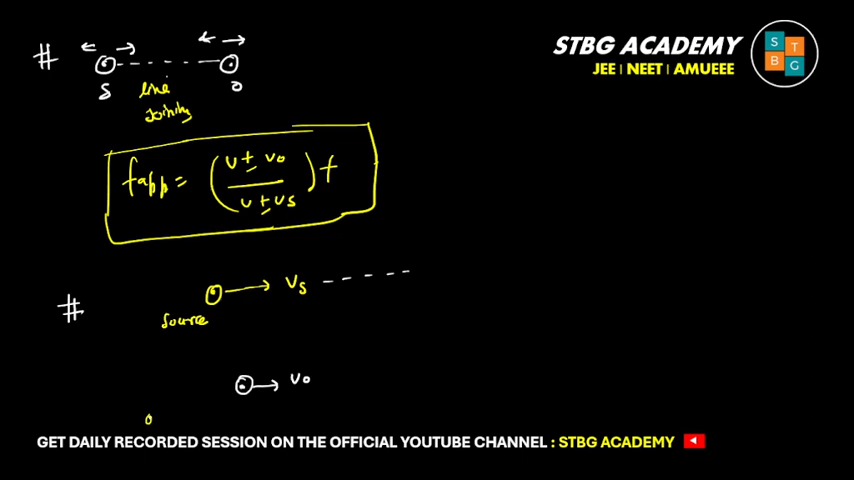 STBG ACADEMY
JEE | NEET | AMUEEE
S T
B G
#
S
O
line
Joining
fapp = (v ± vo / v ± vs) f
#
vs
Source
vo
o
GET DAILY RECORDED SESSION ON THE OFFICIAL YOUTUBE CHANNEL : STBG ACADEMY